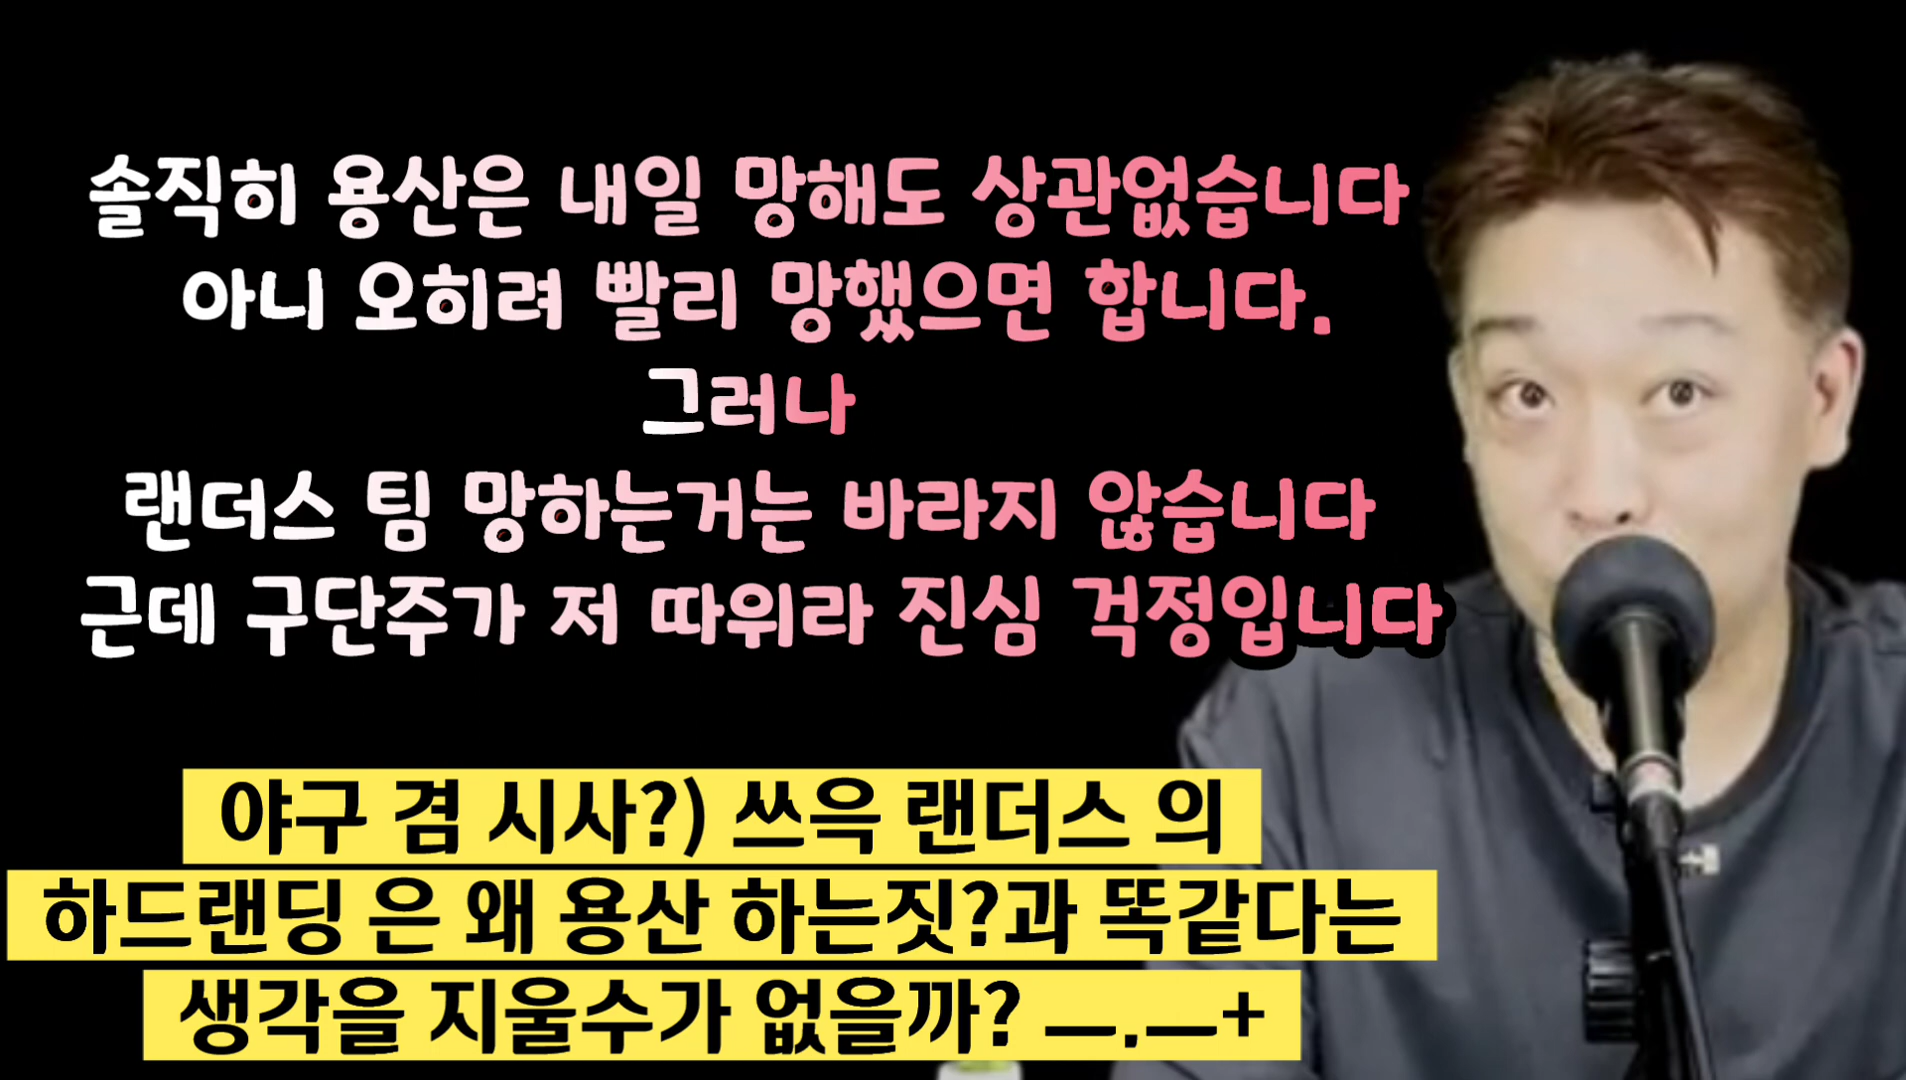 솔직히 용산은 내일 망해도 상관없습니다
아니 오히려 빨리 망했으면 합니다.
그러나
랜더스 팀 망하는거는 바라지 않습니다
근데 구단주가 저 따위라 진심 걱정입니다
야구 겸 시사?) 쓰윽 랜더스 의
하드랜딩 은 왜 용산 하는짓?과 똑같다는
생각을 지울수가 없을까? ㅡ.ㅡ+